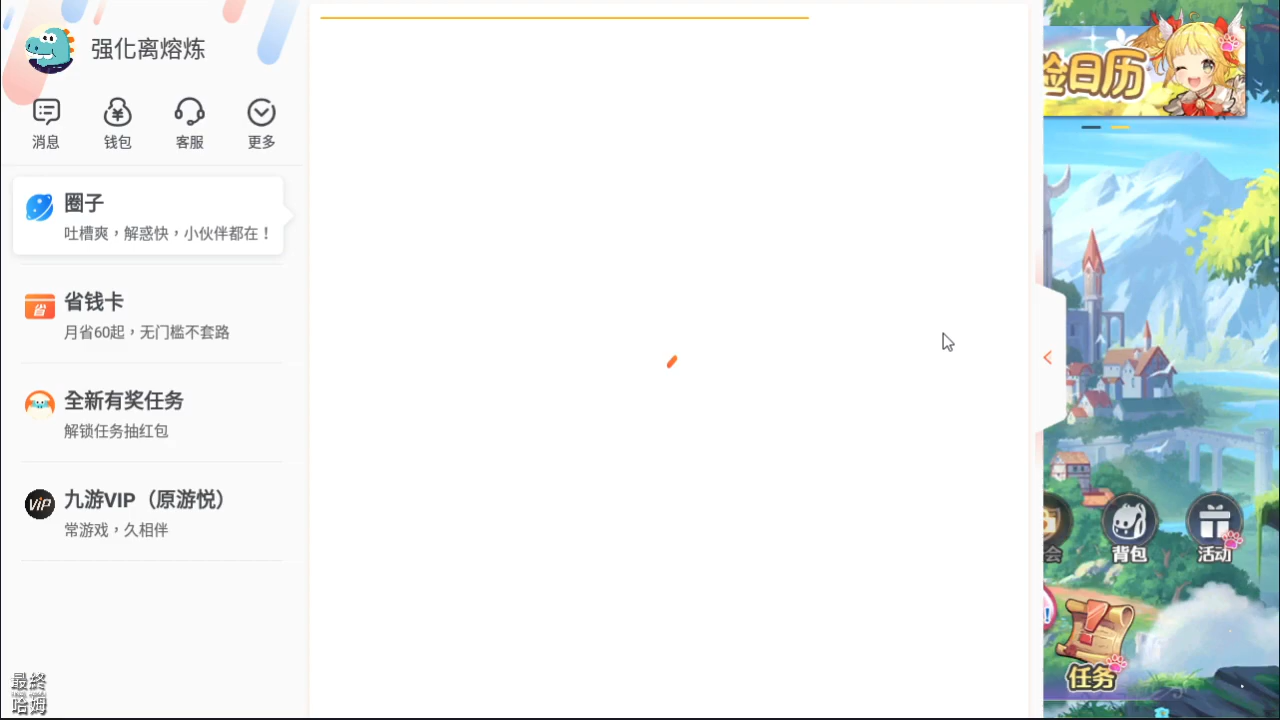 强化离熔炼
消息
钱包
客服
更多
圈子
吐槽爽，解惑快，小伙伴都在！
省
省钱卡
月省60起，无门槛不套路
全新有奖任务
解锁任务抽红包
VIP
九游VIP（原游悦）
常游戏，久相伴
最終
哈姆
险日历
会
背包
活动
任务